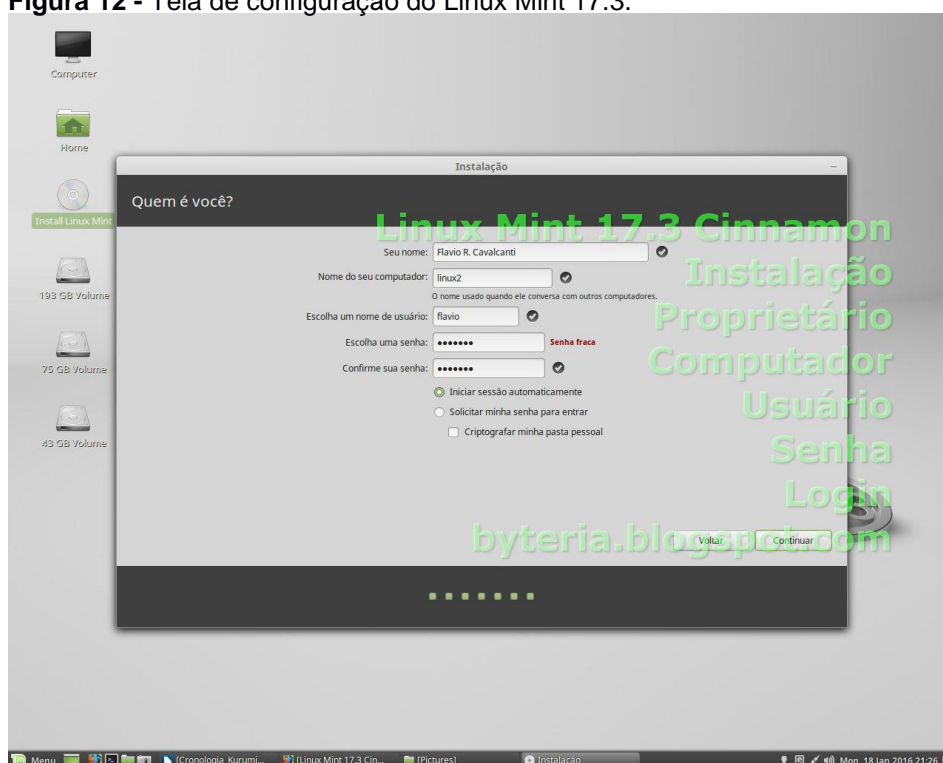 Figura 12 - Tela de configuração do Linux Mint 17.3.
Computer
Home
Install Linux Mint
193 GB Volume
75 GB Volume
43 GB Volume
Instalação
Quem é você?
Linux Mint 17.3 Cinnamon
Instalação
Proprietário
Computador
Usuário
Senha
Login
byteria.blogspot.com
Seu nome: Flavio R. Cavalcanti
Nome do seu computador: linux2
O nome usado quando ele conversa com outros computadores.
Escolha um nome de usuário: flavio
Escolha uma senha: ••••••• Senha fraca
Confirme sua senha: •••••••
Iniciar sessão automaticamente
Solicitar minha senha para entrar
Criptografar minha pasta pessoal
Voltar Continuar
Menu [Cronologia_Kurumi... [Linux Mint 17.3 Cin... [Pictures] Instalação Mon, 18 Jan 2016 21:26